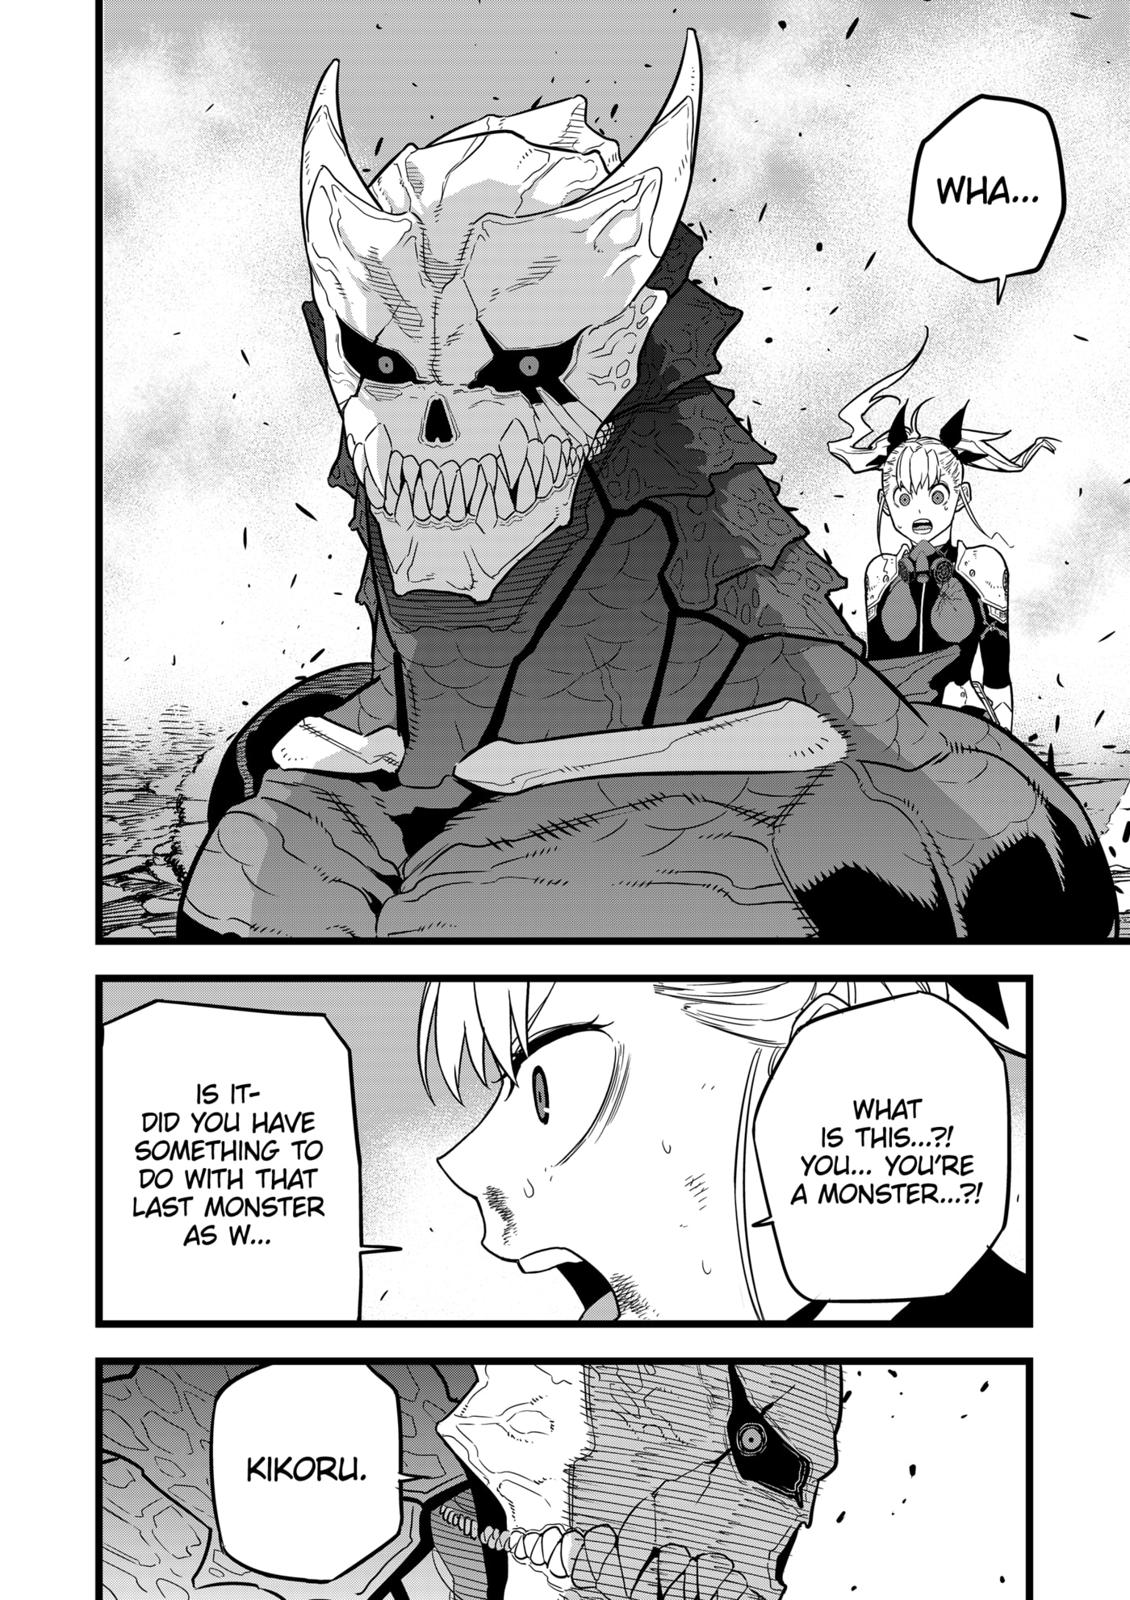 WHA...
WHAT
IS THIS...?!
YOU... YOU'RE
A MONSTER...?!
IS IT-
DID YOU HAVE
SOMETHING TO
DO WITH THAT
LAST MONSTER
AS W...
KIKORU.